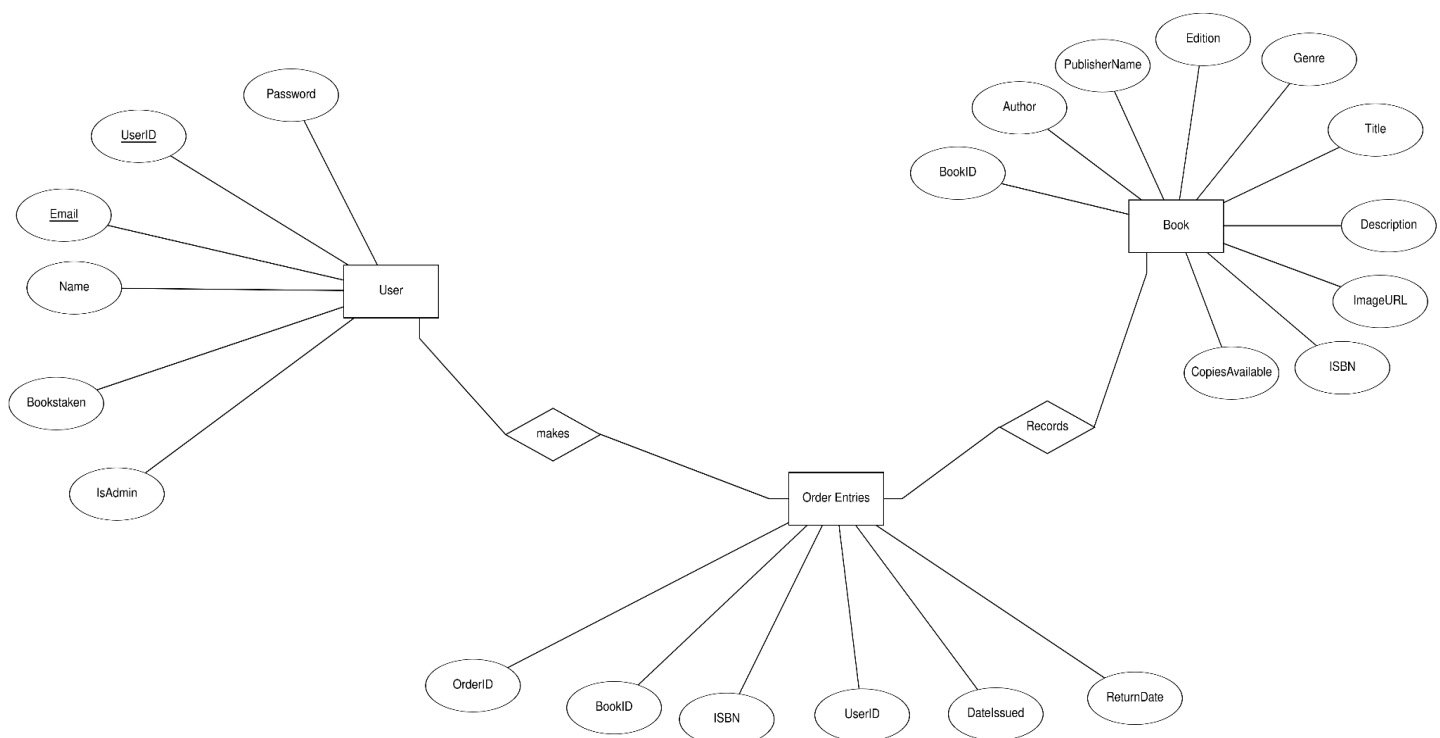 Edition
Genre
PublisherName
Password
Author
Title
UserID
BookID
Email
Book
Description
Name
User
ImageURL
ISBN
CopiesAvailable
Bookstaken
makes
Records
IsAdmin
Order Entries
OrderID
BookID
ISBN
UserID
DateIssued
ReturnDate